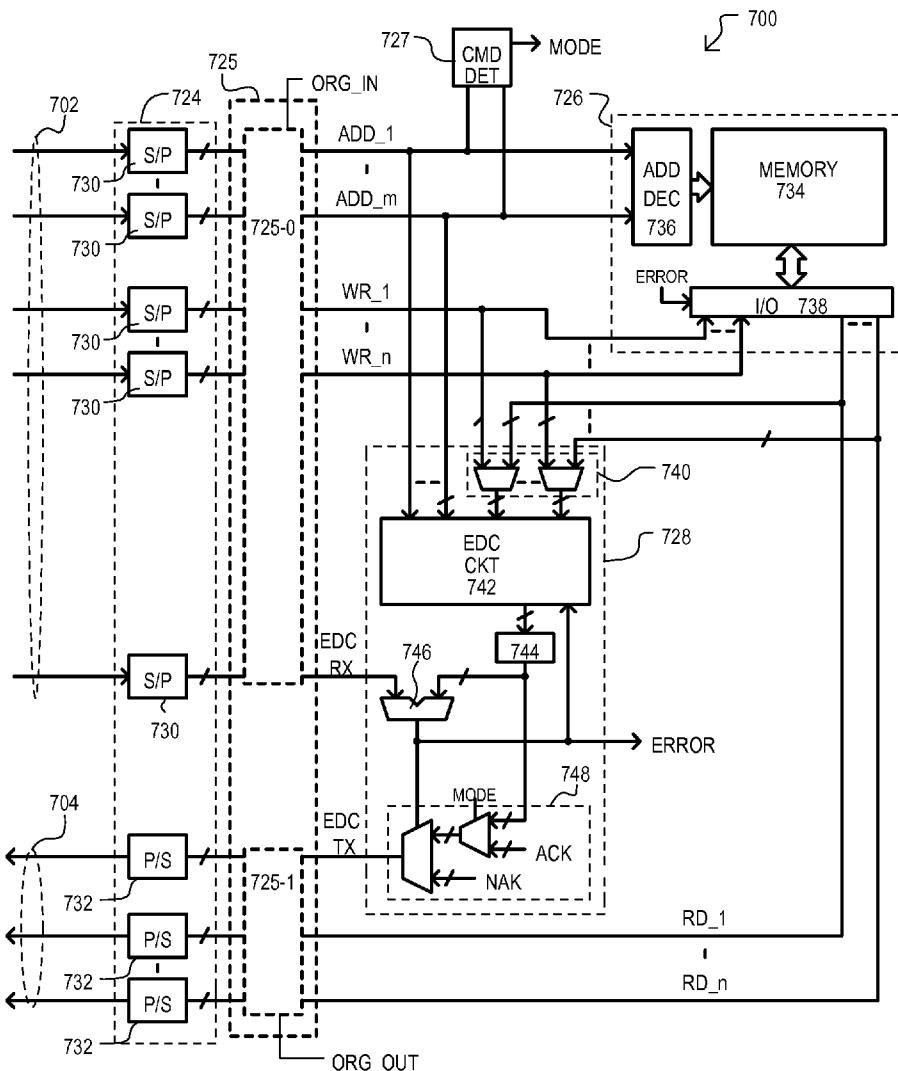 700
727
CMD
DET
MODE
725
ORG_IN
724
702
726
S/P
ADD_1
730
ADD
DEC
736
MEMORY
734
S/P
ADD_m
730
725-0
ERROR
S/P
WR_1
I/O 738
730
S/P
WR_n
730
740
EDC
CKT
742
728
744
EDC
RX
746
S/P
730
ERROR
748
MODE
704
EDC
TX
P/S
725-1
ACK
NAK
732
P/S
RD_1
732
P/S
RD_n
732
ORG OUT